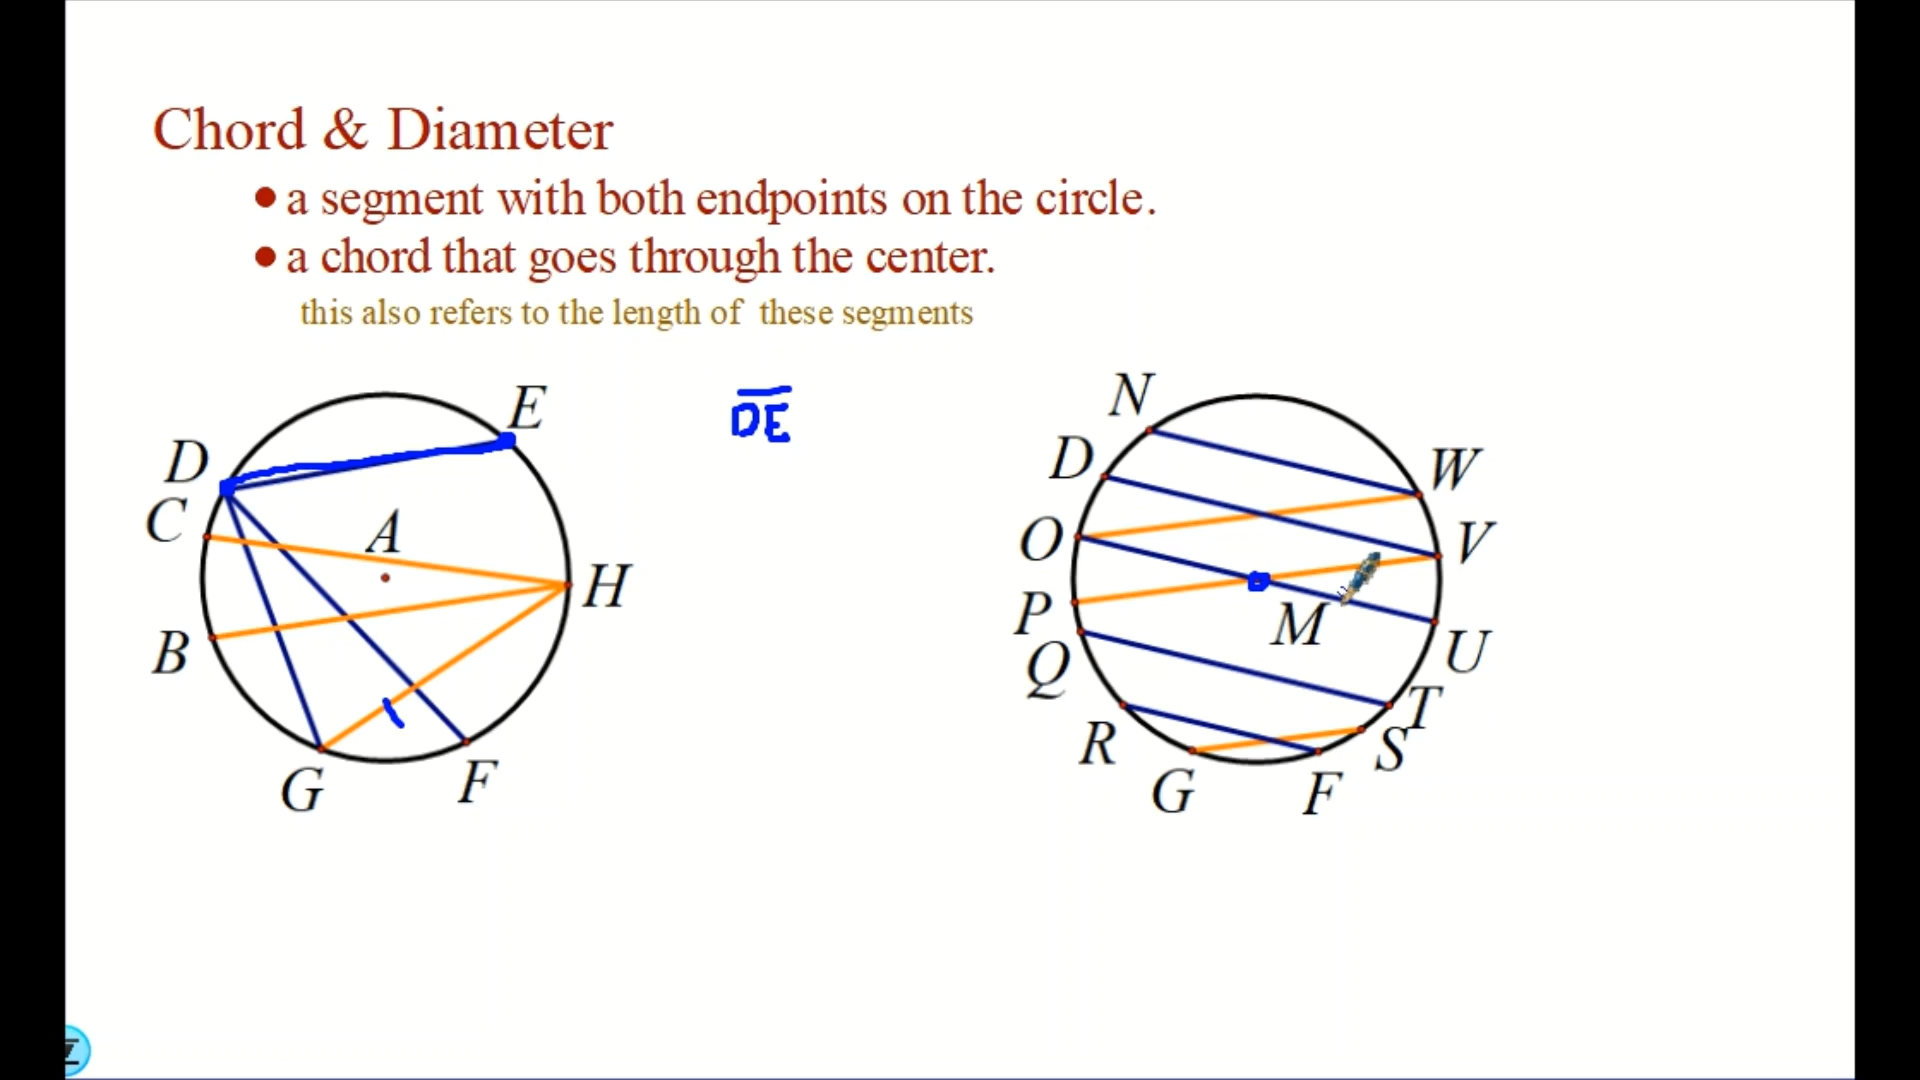 Chord & Diameter
• a segment with both endpoints on the circle.
• a chord that goes through the center.
this also refers to the length of these segments
E
D
C
A
H
B
G
F
DE
N
D
W
O
V
P
M
Q
U
T
R
S
G
F